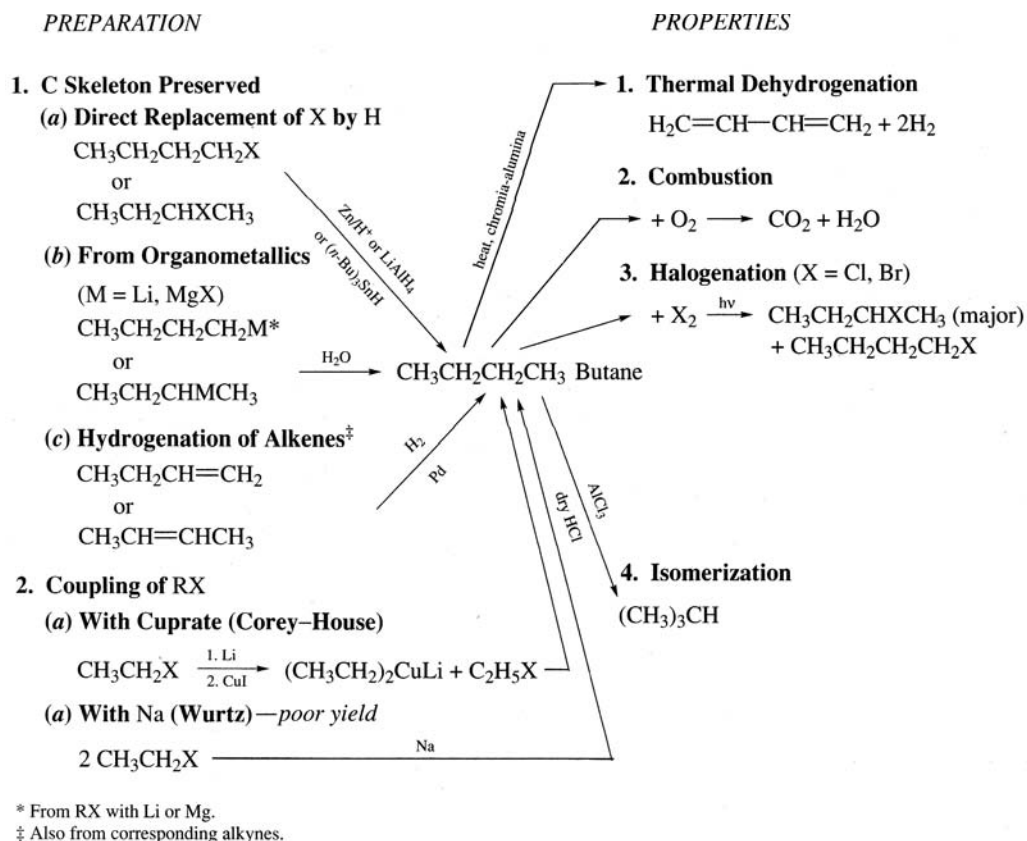 PREPARATION
PROPERTIES
1. C Skeleton Preserved
(a) Direct Replacement of X by H
CH₃CH₂CH₂CH₂X
or
CH₃CH₂CHXCH₃
Zn/H⁺ or LiAlH₄
or (n-Bu)₃SnH
(b) From Organometallics
(M = Li, MgX)
CH₃CH₂CH₂CH₂M*
or
CH₃CH₂CHMCH₃
H₂O
(c) Hydrogenation of Alkenes‡
CH₃CH₂CH=CH₂
or
CH₃CH=CHCH₃
H₂
Pd
2. Coupling of RX
(a) With Cuprate (Corey–House)
CH₃CH₂X 1. Li 2. CuI (CH₃CH₂)₂CuLi + C₂H₅X
(a) With Na (Wurtz)—poor yield
2 CH₃CH₂X Na
CH₃CH₂CH₂CH₃ Butane
heat, chromia-alumina
1. Thermal Dehydrogenation
H₂C=CH—CH=CH₂ + 2H₂
2. Combustion
+ O₂ → CO₂ + H₂O
3. Halogenation (X = Cl, Br)
+ X₂ hν → CH₃CH₂CHXCH₃ (major)
+ CH₃CH₂CH₂CH₂X
AlCl₃
dry HCl
4. Isomerization
(CH₃)₃CH
* From RX with Li or Mg.
‡ Also from corresponding alkynes.